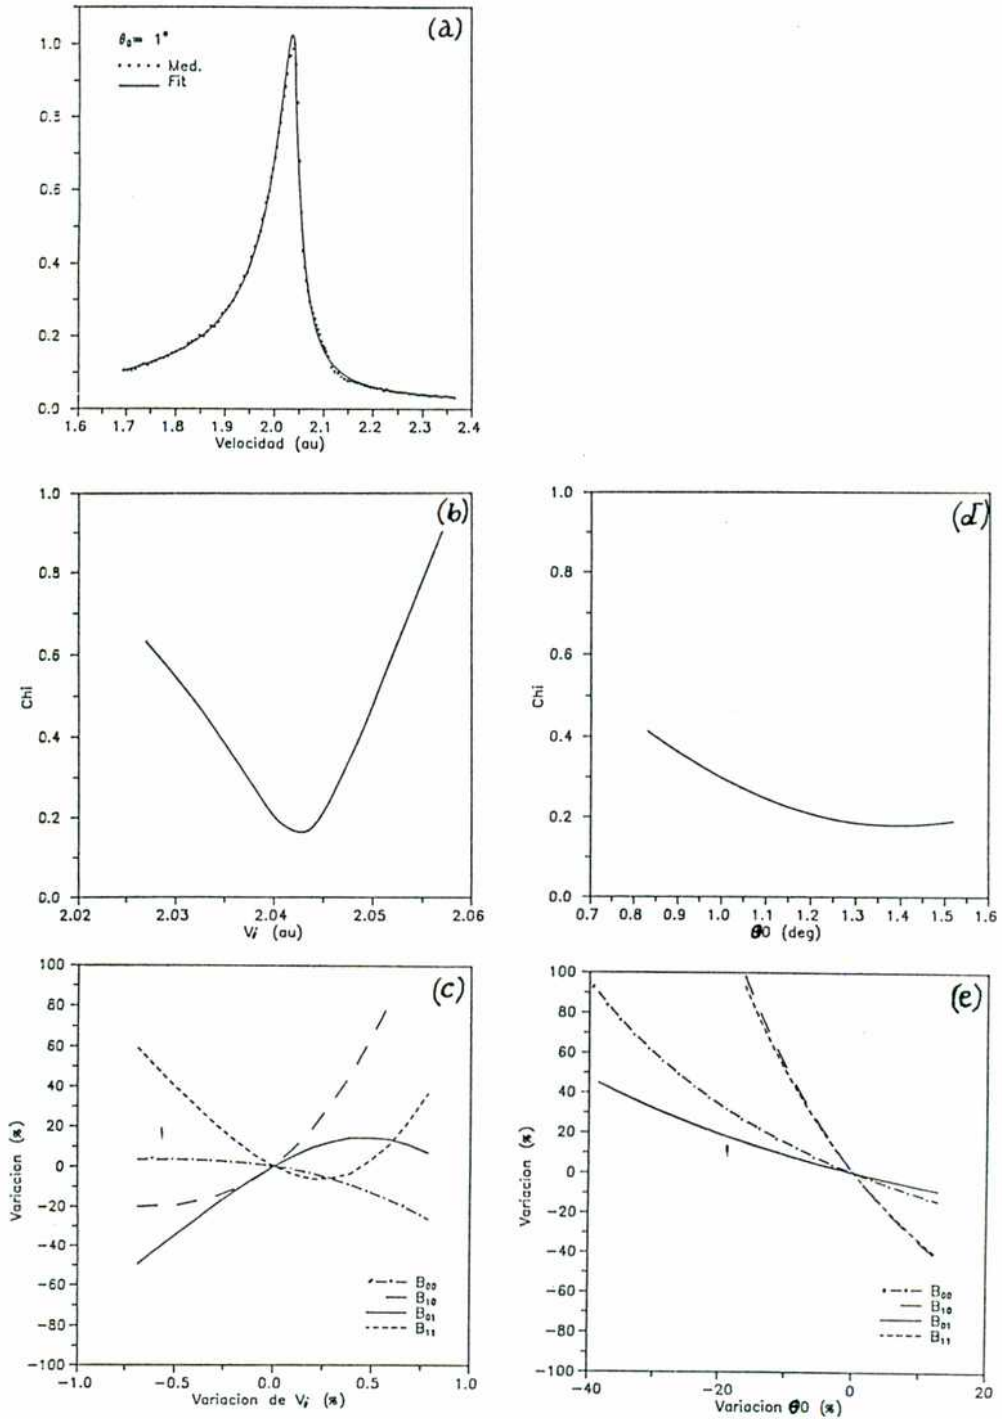 (a)
θ₀= 1°
Med.
Fit
1.0
0.8
0.6
0.4
0.2
0.0
1.6 1.7 1.8 1.9 2.0 2.1 2.2 2.3 2.4
Velocidad (au)
(b)
1.0
0.8
0.6
0.4
0.2
0.0
Chi
2.02 2.03 2.04 2.05 2.06
Vi (au)
(d)
1.0
0.8
0.6
0.4
0.2
0.0
Chi
0.7 0.8 0.9 1.0 1.1 1.2 1.3 1.4 1.5 1.6
θ0 (deg)
(c)
100
80
60
40
20
0
-20
-40
-60
-80
-100
Variacion (%)
B₀₀
B₁₀
B₀₁
B₁₁
-1.0 -0.5 0.0 0.5 1.0
Variacion de Vi (%)
(e)
100
80
60
40
20
0
-20
-40
-60
-80
-100
Variacion (%)
B₀₀
B₁₀
B₀₁
B₁₁
-40 -20 0 20
Variacion θ0 (%)